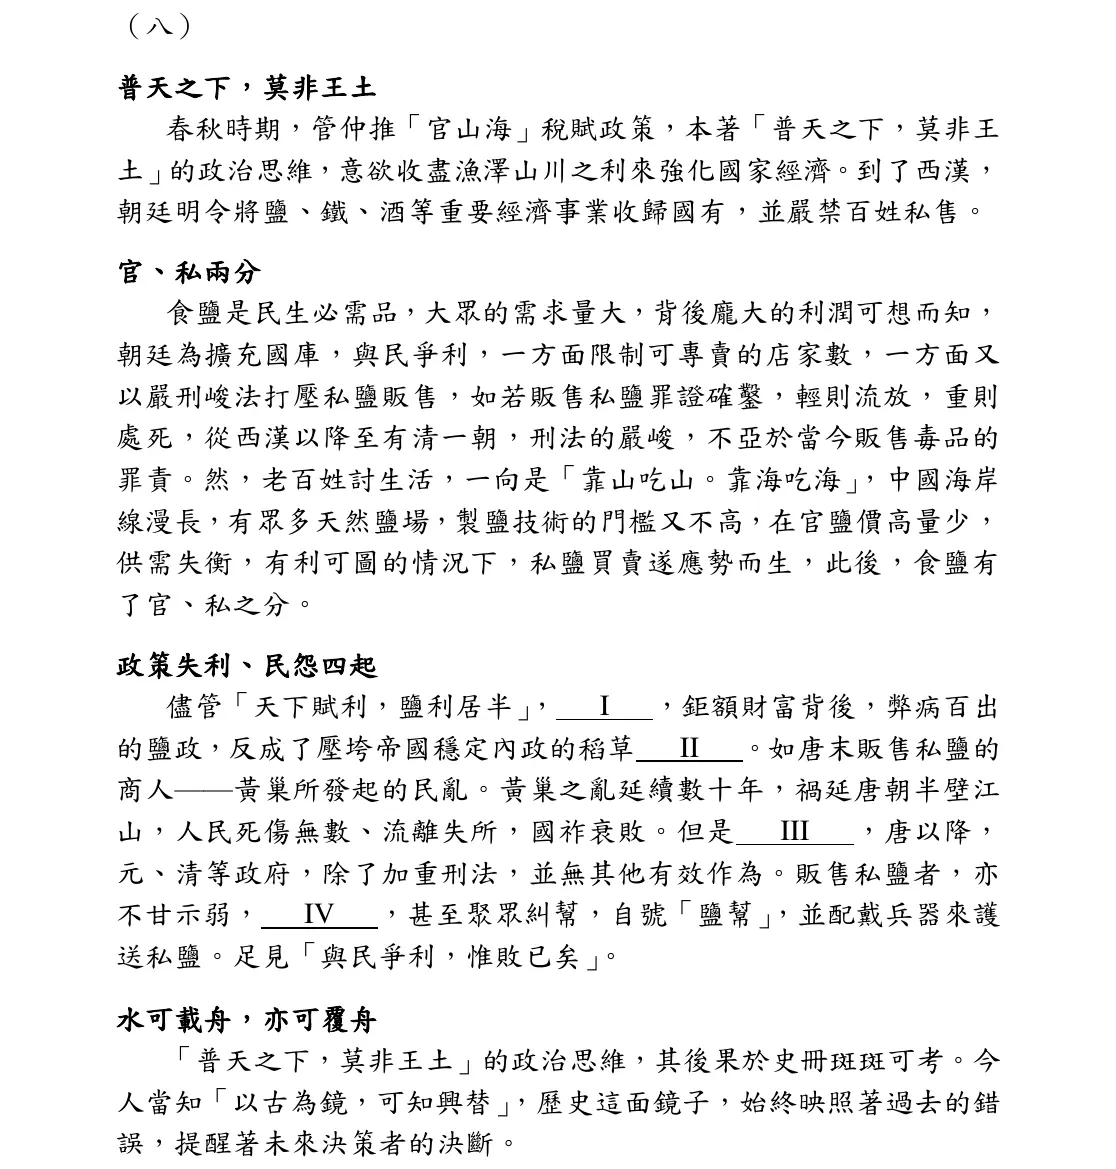 （八）
普天之下，莫非王土
春秋時期，管仲推「官山海」稅賦政策，本著「普天之下，莫非王
土」的政治思維，意欲收盡漁澤山川之利來強化國家經濟。到了西漢，
朝廷明令將鹽、鐵、酒等重要經濟事業收歸國有，並嚴禁百姓私售。
官、私兩分
食鹽是民生必需品，大眾的需求量大，背後龐大的利潤可想而知，
朝廷為擴充國庫，與民爭利，一方面限制可專賣的店家數，一方面又
以嚴刑峻法打壓私鹽販售，如若販售私鹽罪證確鑿，輕則流放，重則
處死，從西漢以降至有清一朝，刑法的嚴峻，不亞於當今販售毒品的
罪責。然，老百姓討生活，一向是「靠山吃山。靠海吃海」，中國海岸
線漫長，有眾多天然鹽場，製鹽技術的門檻又不高，在官鹽價高量少，
供需失衡，有利可圖的情況下，私鹽買賣遂應勢而生，此後，食鹽有
了官、私之分。
政策失利、民怨四起
儘管「天下賦利，鹽利居半」，＿＿I＿＿，鉅額財富背後，弊病百出
的鹽政，反成了壓垮帝國穩定內政的稻草＿＿II＿＿。如唐末販售私鹽的
商人——黃巢所發起的民亂。黃巢之亂延續數十年，禍延唐朝半壁江
山，人民死傷無數、流離失所，國祚衰敗。但是＿＿III＿＿，唐以降，
元、清等政府，除了加重刑法，並無其他有效作為。販售私鹽者，亦
不甘示弱，＿＿IV＿＿，甚至聚眾糾幫，自號「鹽幫」，並配戴兵器來護
送私鹽。足見「與民爭利，惟敗已矣」。
水可載舟，亦可覆舟
「普天之下，莫非王土」的政治思維，其後果於史冊斑斑可考。今
人當知「以古為鏡，可知興替」，歷史這面鏡子，始終映照著過去的錯
誤，提醒著未來決策者的決斷。